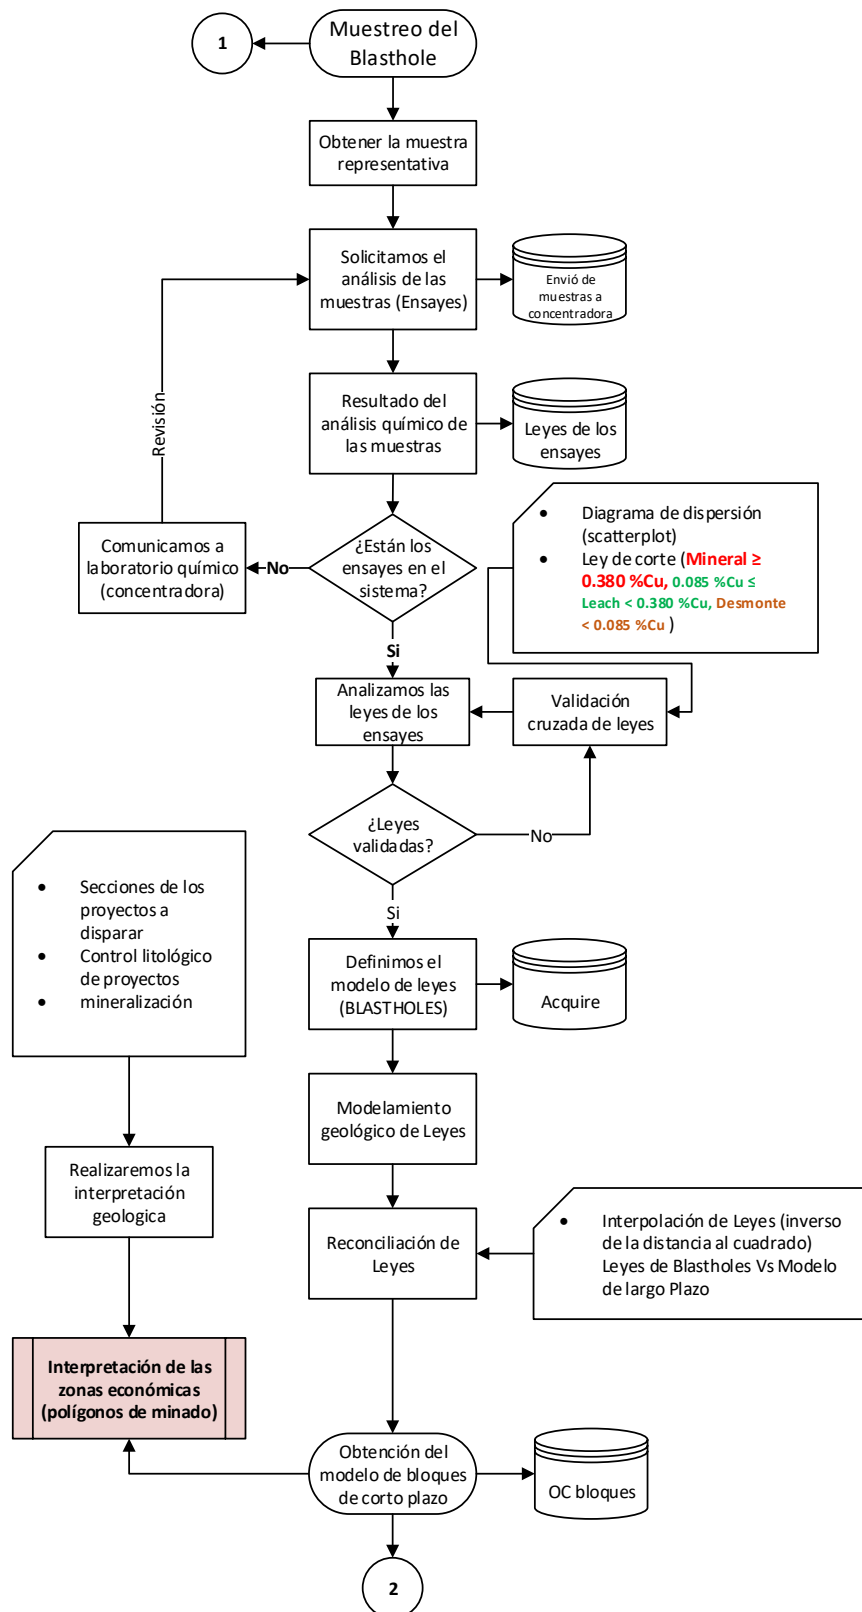 1
Muestreo del
Blasthole
Obtener la muestra
representativa
Solicitamos el
análisis de las
muestras (Ensayes)
Envió de
muestras a
concentradora
Revisión
Resultado del
análisis químico de
las muestras
Leyes de los
ensayes
• Diagrama de dispersión
(scatterplot)
• Ley de corte (Mineral ≥
0.380 %Cu, 0.085 %Cu ≤
Leach < 0.380 %Cu, Desmonte
< 0.085 %Cu )
Comunicamos a
laboratorio químico
(concentradora)
No
¿Están los
ensayes en el
sistema?
Si
Analizamos las
leyes de los
ensayes
Validación
cruzada de leyes
¿Leyes
validadas?
No
Si
• Secciones de los
proyectos a
disparar
• Control litológico
de proyectos
• mineralización
Definimos el
modelo de leyes
(BLASTHOLES)
Acquire
Modelamiento
geológico de Leyes
Realizaremos la
interpretación
geologica
Reconciliación de
Leyes
• Interpolación de Leyes (inverso
de la distancia al cuadrado)
Leyes de Blastholes Vs Modelo
de largo Plazo
Interpretación de las
zonas económicas
(polígonos de minado)
Obtención del
modelo de bloques
de corto plazo
OC bloques
2